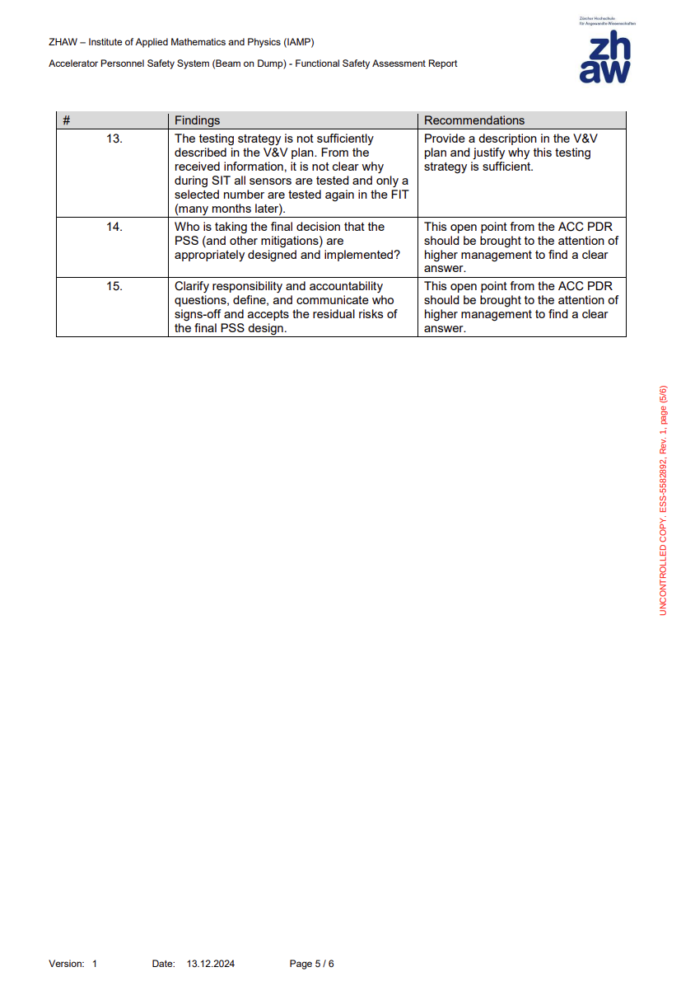 Zürcher Hochschule
für Angewandte Wissenschaften
zh
aw
ZHAW – Institute of Applied Mathematics and Physics (IAMP)
Accelerator Personnel Safety System (Beam on Dump) - Functional Safety Assessment Report
# Findings Recommendations
13. The testing strategy is not sufficiently
described in the V&V plan. From the
received information, it is not clear why
during SIT all sensors are tested and only a
selected number are tested again in the FIT
(many months later).
Provide a description in the V&V
plan and justify why this testing
strategy is sufficient.
14. Who is taking the final decision that the
PSS (and other mitigations) are
appropriately designed and implemented?
This open point from the ACC PDR
should be brought to the attention of
higher management to find a clear
answer.
15. Clarify responsibility and accountability
questions, define, and communicate who
signs-off and accepts the residual risks of
the final PSS design.
This open point from the ACC PDR
should be brought to the attention of
higher management to find a clear
answer.
UNCONTROLLED COPY. ESS-5582892, Rev. 1, page (5/6)
Version: 1 Date: 13.12.2024 Page 5 / 6